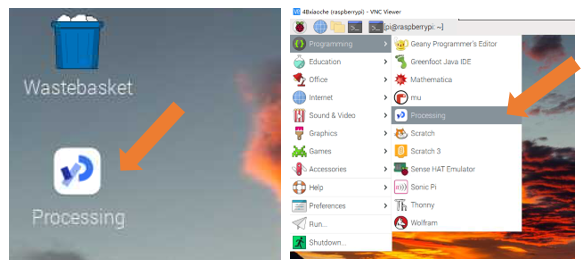 Wastebasket
Processing
4Bxiaoche (raspberrypi) - VNC Viewer
[pi@raspberrypi: ~]
Programming
Education
Office
Internet
Sound & Video
Graphics
Games
Accessories
Help
Preferences
Run...
Shutdown...
Geany Programmer's Editor
Greenfoot Java IDE
Mathematica
mu
Processing
Scratch
Scratch 3
Sense HAT Emulator
Sonic Pi
Thonny
Wolfram